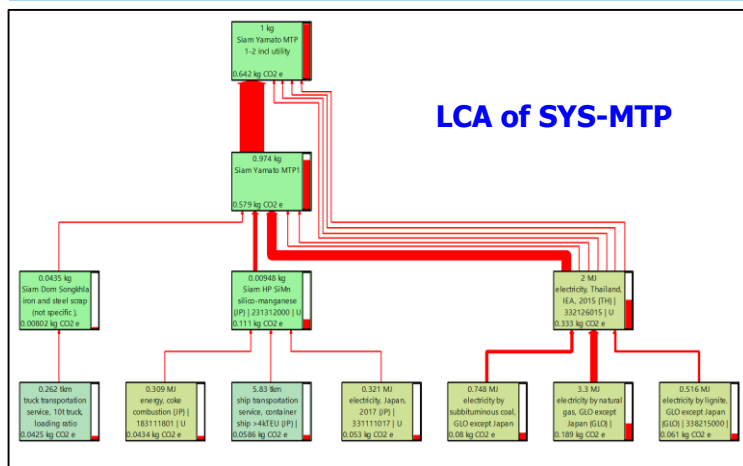 1 kg
Siam Yamato MTP
1-2 incl utility
0.642 kg CO2 e
LCA of SYS-MTP
0.974 kg
Siam Yamato MTP1
0.579 kg CO2 e
0.0435 kg
Siam Dom Songkhla
iron and steel scrap
(not specific ),
0.00802 kg CO2 e
0.00948 kg
Siam HP SiMn
silico-manganese
(JP) | 231312000 | U
0.111 kg CO2 e
2 MJ
electricity, Thailand,
IEA, 2015 (TH) |
332126015 | U
0.333 kg CO2 e
0.262 tkm
truck transportation
service, 10t truck,
loading ratio
0.0425 kg CO2 e
0.309 MJ
energy, coke
combustion (JP) |
183111801 | U
0.0434 kg CO2 e
5.83 tkm
ship transportation
service, container
ship >4kTEU (JP) |
0.0586 kg CO2 e
0.321 MJ
electricity, Japan,
2017 (JP) |
331111017 | U
0.053 kg CO2 e
0.748 MJ
electricity by
subbituminous coal,
GLO except Japan
0.08 kg CO2 e
3.3 MJ
electricity by natural
gas, GLO except
Japan (GLO) |
0.189 kg CO2 e
0.516 MJ
electricity by lignite,
GLO except Japan
(GLO) | 338215000 |
0.061 kg CO2 e